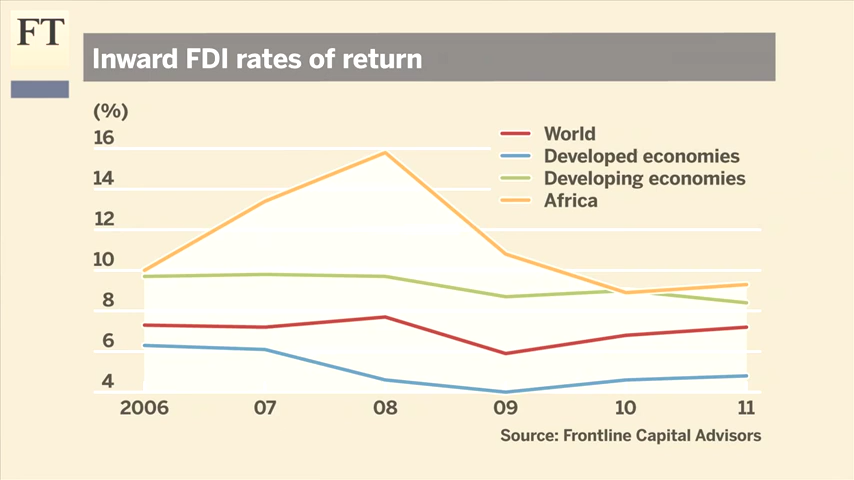 FT
Inward FDI rates of return
(%)
16
14
12
10
8
6
4
World
Developed economies
Developing economies
Africa
2006 07 08 09 10 11
Source: Frontline Capital Advisors